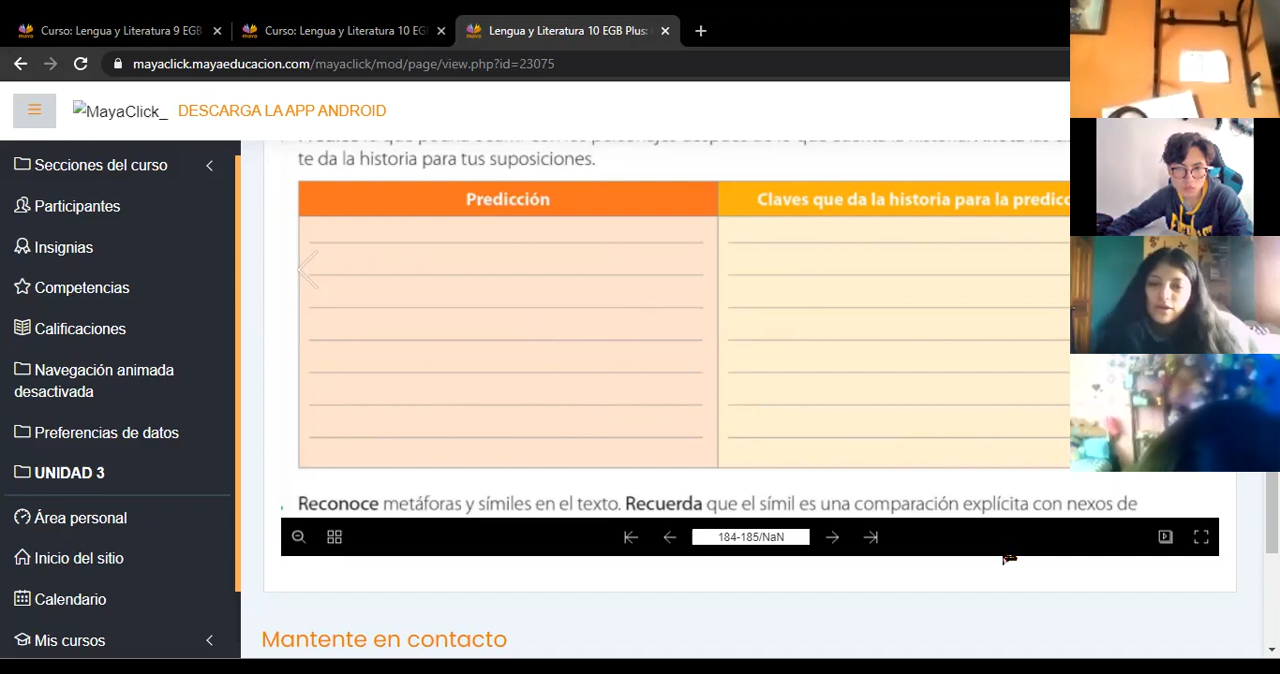 Curso: Lengua y Literatura 9 EGB
Curso: Lengua y Literatura 10 EG
Lengua y Literatura 10 EGB Plus:
mayaclick.mayaeducacion.com/mayaclick/mod/page/view.php?id=23075
MayaClick_
DESCARGA LA APP ANDROID
Secciones del curso
Participantes
Insignias
Competencias
Calificaciones
Navegación animada
desactivada
Preferencias de datos
UNIDAD 3
Área personal
Inicio del sitio
Calendario
Mis cursos
te da la historia para tus suposiciones.
Predicción
Claves que da la historia para la predicc
Reconoce metáforas y símiles en el texto. Recuerda que el símil es una comparación explícita con nexos de
184-185/NaN
Mantente en contacto